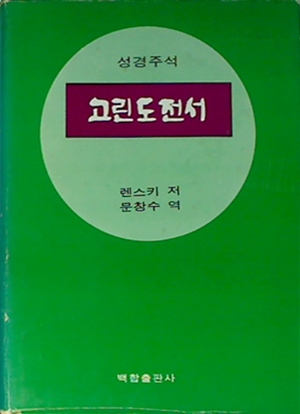 성경주석
고린도전서
렌스키 저
문창수 역
백합출판사